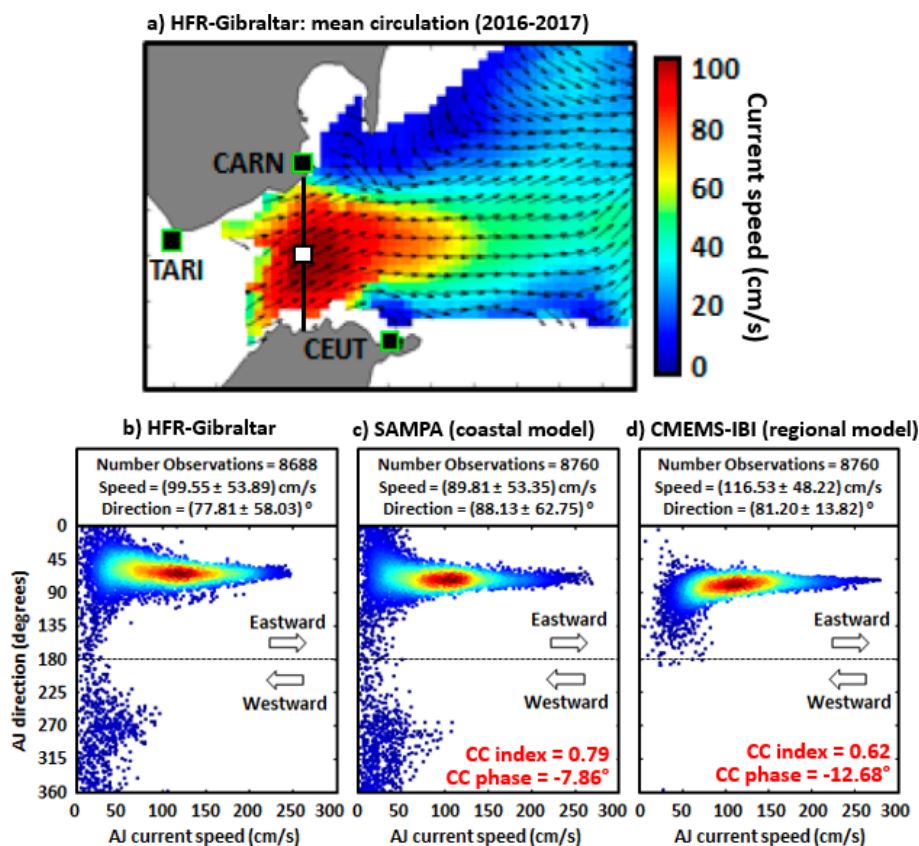 a) HFR-Gibraltar: mean circulation (2016-2017)
CARN
TARI
CEUT
100
80
60
40
20
0
Current speed (cm/s)
b) HFR-Gibraltar
Number Observations = 8688
Speed = (99.55 ± 53.89) cm/s
Direction = (77.81 ± 58.03) º
AJ direction (degrees)
0
45
90
135
180
225
270
315
360
Eastward
Westward
0 50 100 150 200 250 300
AJ current speed (cm/s)
c) SAMPA (coastal model)
Number Observations = 8760
Speed = (89.81 ± 53.35) cm/s
Direction = (88.13 ± 62.75) º
Eastward
Westward
CC index = 0.79
CC phase = -7.86°
0 50 100 150 200 250 300
AJ current speed (cm/s)
d) CMEMS-IBI (regional model)
Number Observations = 8760
Speed = (116.53 ± 48.22) cm/s
Direction = (81.20 ± 13.82) º
Eastward
Westward
CC index = 0.62
CC phase = -12.68°
0 50 100 150 200 250 300
AJ current speed (cm/s)